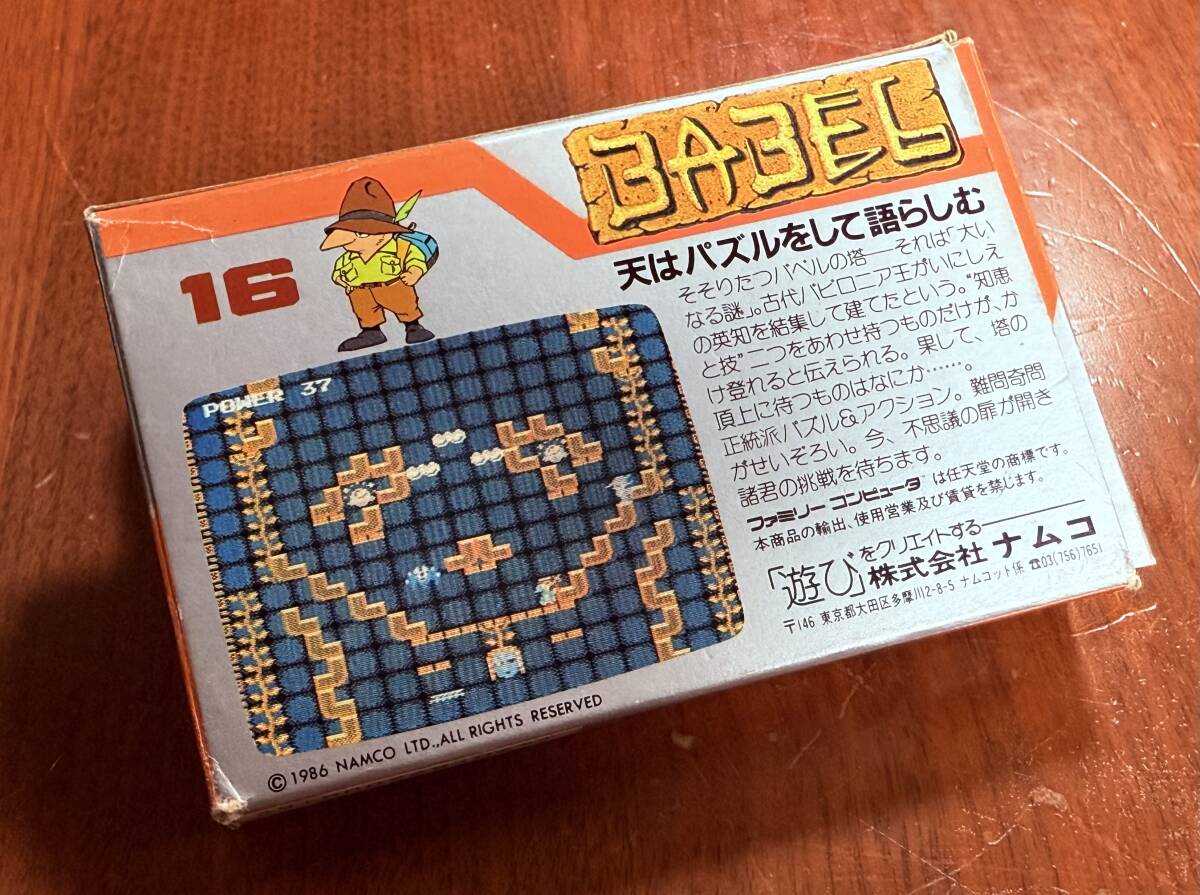 BABEL
16
天はパズルをして語らしむ
そそりたつバベルの塔──それは「大い
なる謎」。古代バビロニア王がいにしえ
の英知を結集して建てたという。“知恵
と技”二つをあわせ持つものだけが、か
け登れると伝えられる。果して、塔の
頂上に待つものはなにか……。
正統派パズル&アクション。難問奇問
がせいぞろい。今、不思議の扉が開き
諸君の挑戦を待ちます。
ファミリー コンピュータ は任天堂の商標です。
本商品の輸出、使用営業及び賃貸を禁じます。
「遊び」をクリエイトする──
株式会社 ナムコ
〒146 東京都大田区多摩川2-8-5 ナムコット係 ☎03(756)7651
POWER 37
©1986 NAMCO LTD.,ALL RIGHTS RESERVED